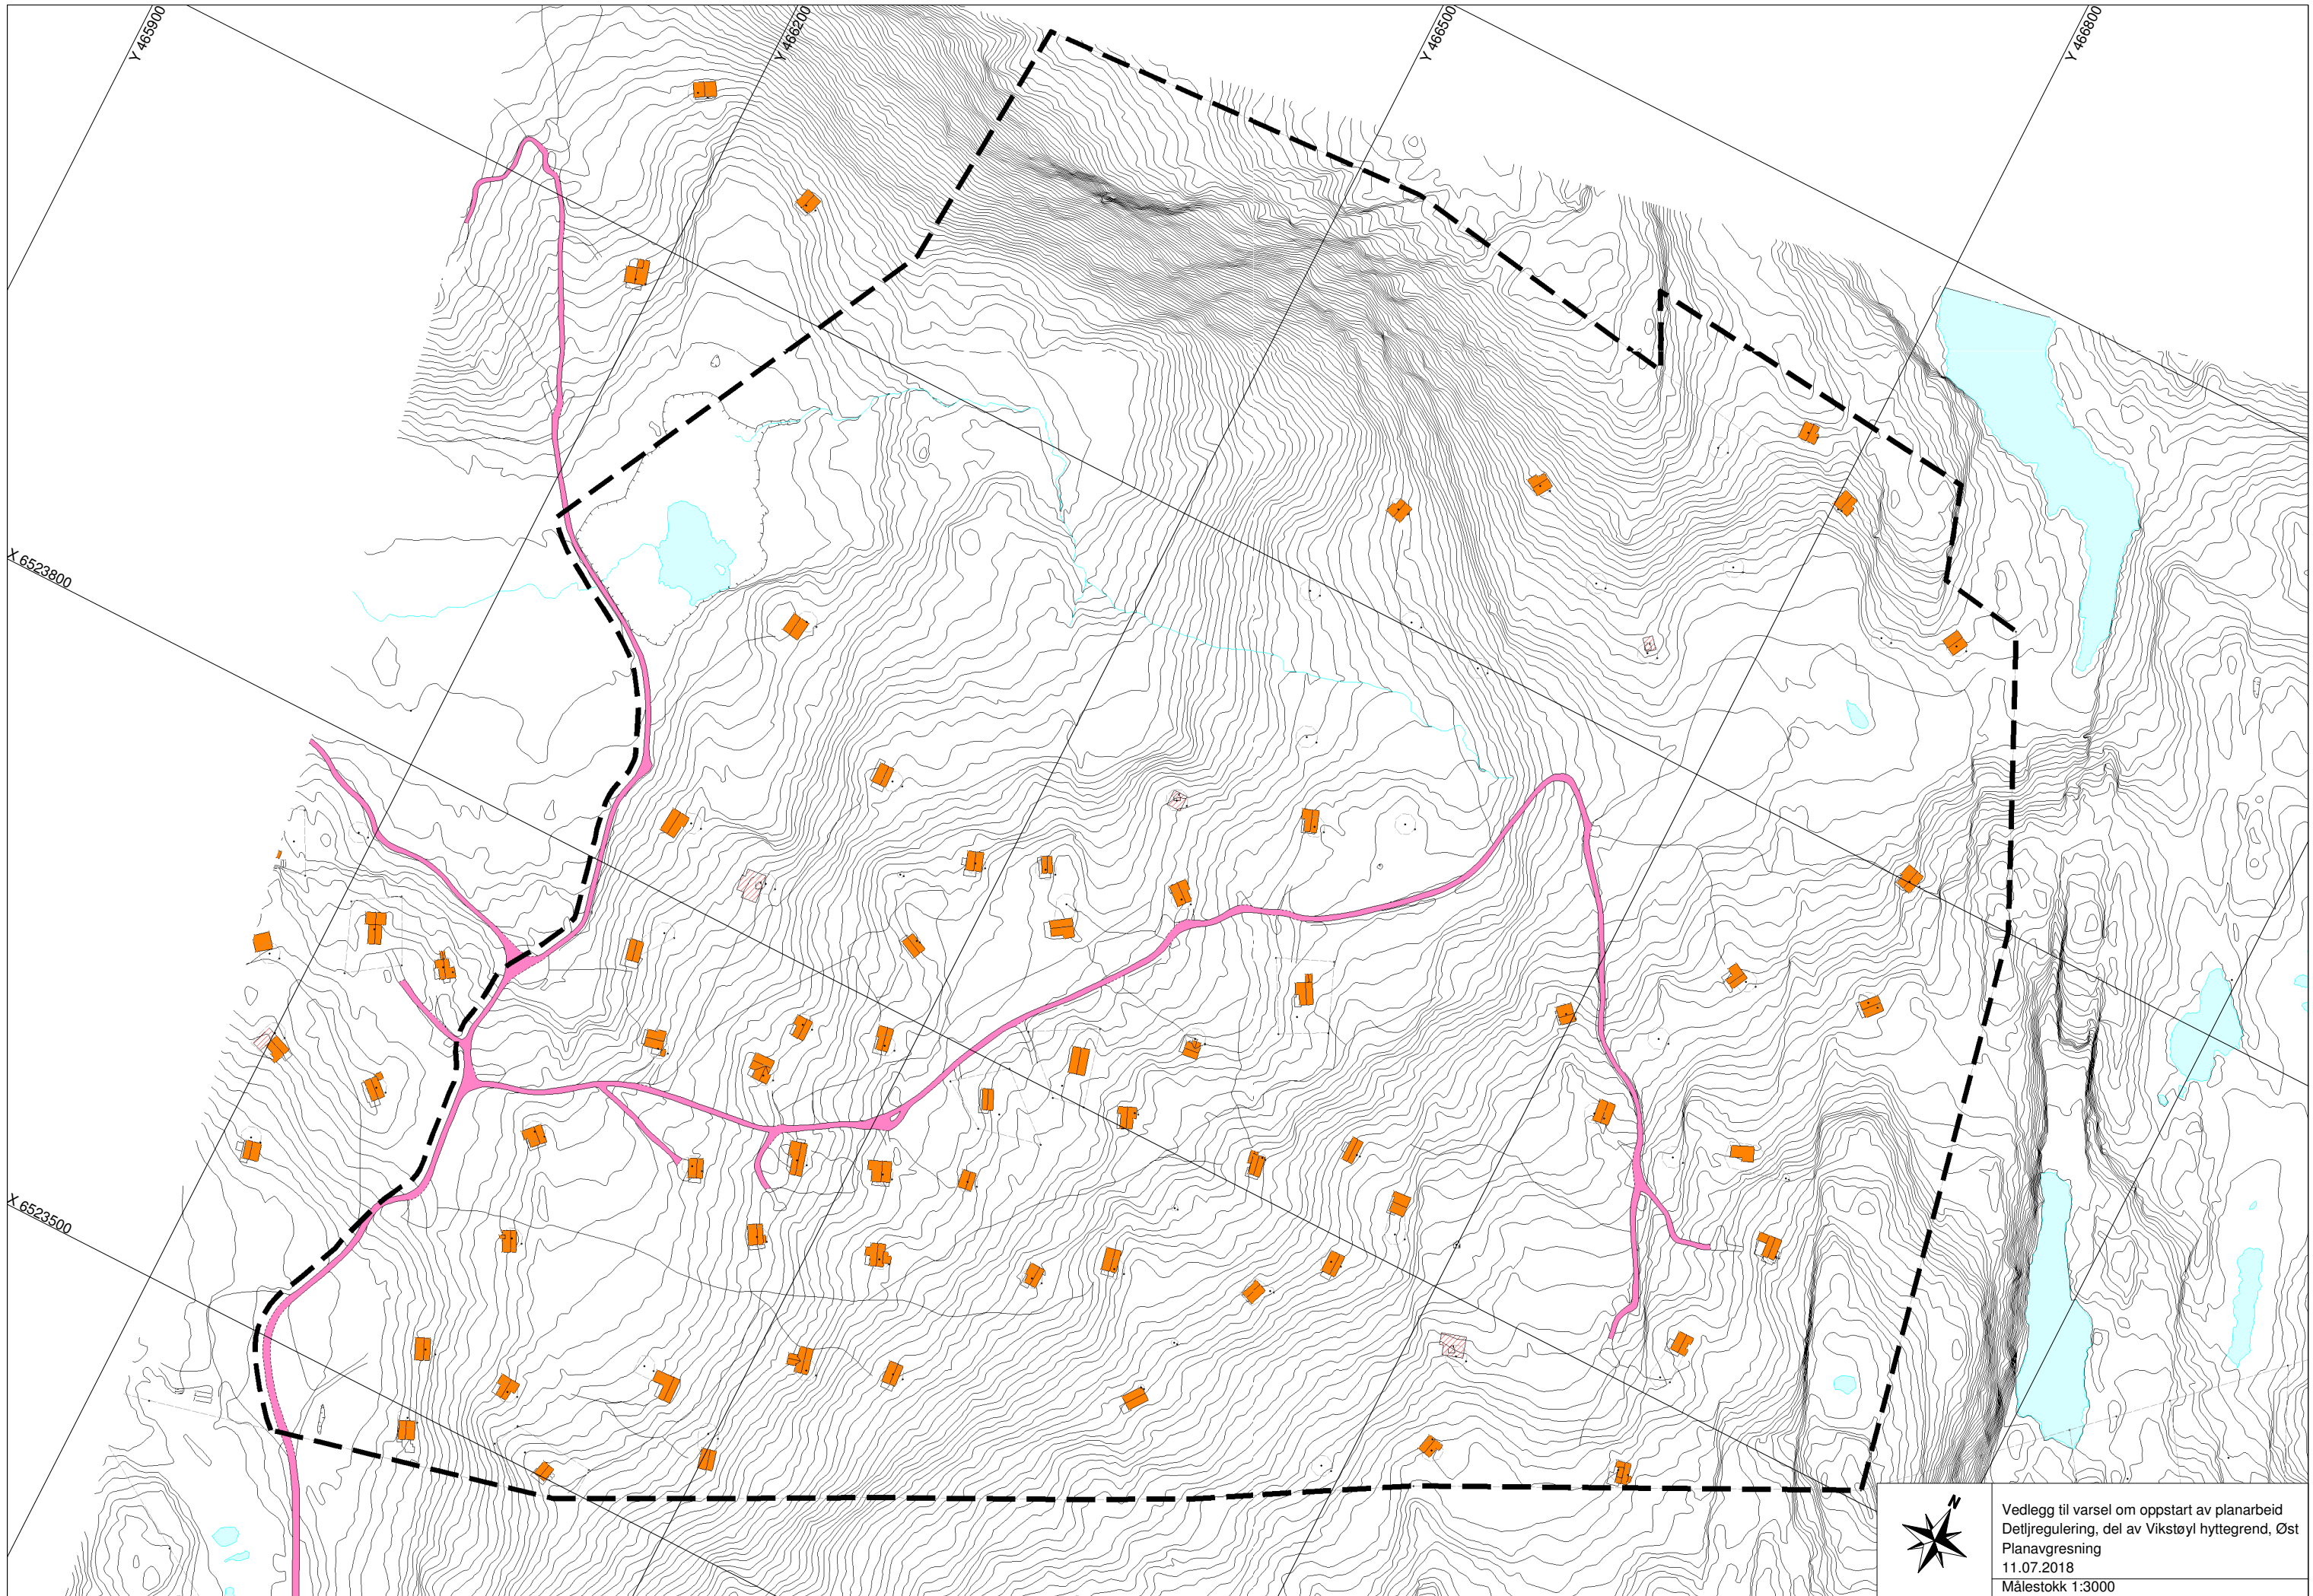 Y 465900
Y 466200
Y 466500
Y 466800
X 6523800
X 6523500
N
Vedlegg til varsel om oppstart av planarbeid
Detljregulering, del av Vikstøyl hyttegrend, Øst
Planavgresning
11.07.2018
Målestokk 1:3000